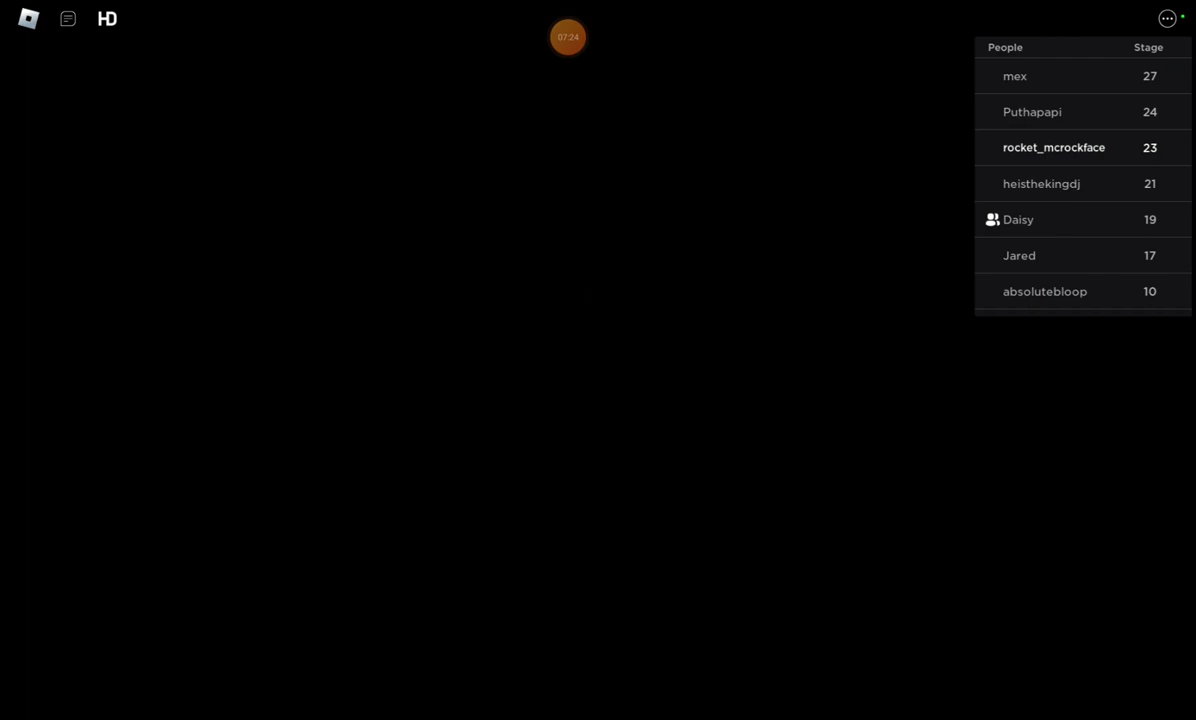 HD
07:24
People Stage
mex 27
Puthapapi 24
rocket_mcrockface 23
heisthekingdj 21
Daisy 19
Jared 17
absolutebloop 10